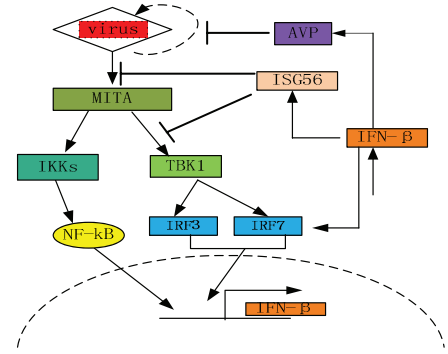 virus
AVP
ISG56
MITA
IFN-β
IKKs
TBK1
IRF3
IRF7
NF-kB
IFN-β